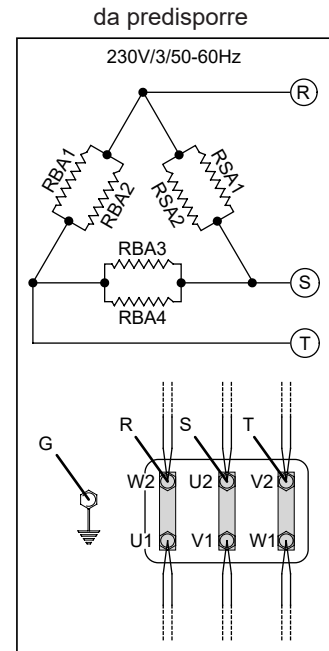 da predisporre
230V/3/50-60Hz
R
RBA1
RBA2
RSA1
RSA2
RBA3
RBA4
S
T
G
R S T
W2 U2 V2
U1 V1 W1